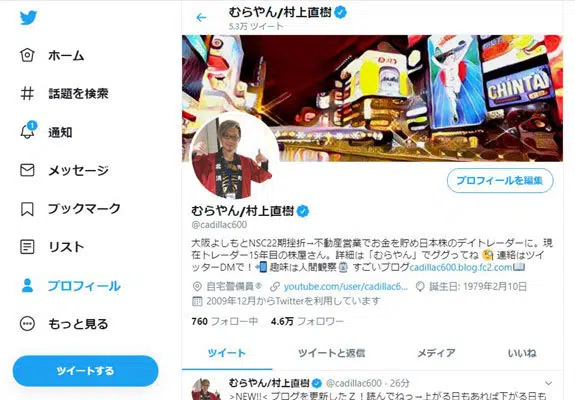 むらやん/村上直樹
5.3万 ツイート
ホーム
話題を検索
1
通知
メッセージ
ブックマーク
リスト
プロフィール
もっと見る
ツイートする
CHINTAI
プロフィールを編集
むらやん/村上直樹
@cadillac600
大阪よしもとNSC22期挫折→不動産営業でお金を貯め日本株のデイトレーダーに。現
在トレーダー15年目の株屋さん。詳細は「むらやん」でググってね🧐 連絡はツイ
ッターDMで！📲 趣味は人間観察 すごいブログcadillac600.blog.fc2.com📖
自宅警備員® youtube.com/user/cadillac6... 誕生日: 1979年2月10日
2009年12月からTwitterを利用しています
760 フォロー中 4.6万 フォロワー
ツイート ツイートと返信 メディア いいね
むらやん/村上直樹 @cadillac600・26分
>NEW!!< ブログを更新したＺ！読んでねっ→上がる日もあれば下がる日も